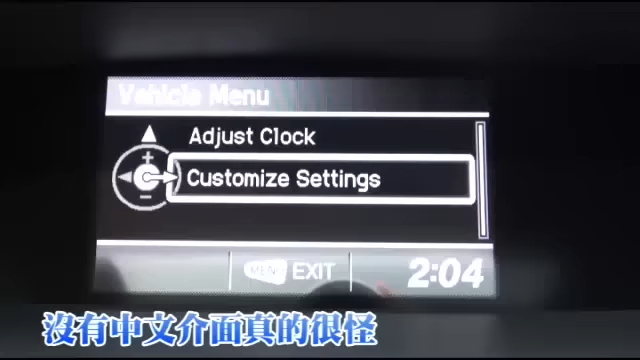 Vehicle Menu
Adjust Clock
Customize Settings
MENU EXIT 2:04
沒有中文介面真的很怪